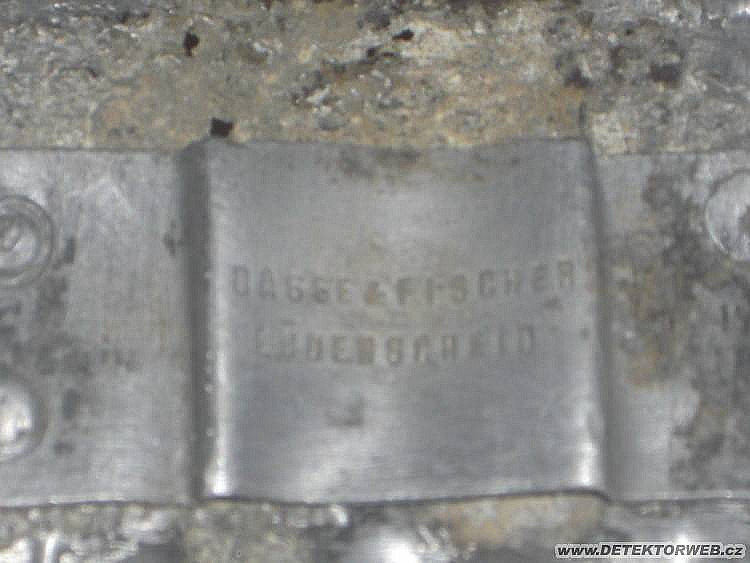 DAGGE & FISCHER
LÜDENSCHEID
www.DETEKTORWEB.cz